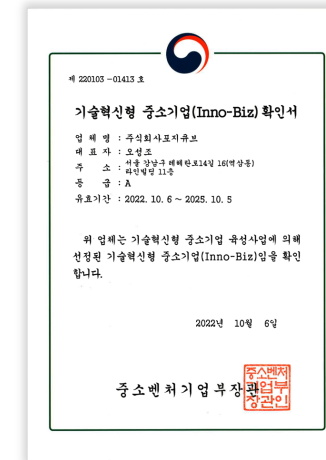 제 220103－01413 호
기술혁신형 중소기업(Inno-Biz) 확인서
업 체 명 : 주식회사포지큐브
대 표 자 : 오성조
주 소 : 서울 강남구 테헤란로14길 16(역삼동)
타인빌딩 11층
등 급 : A
유효기간 : 2022. 10. 6 ~ 2025. 10. 5
위 업체는 기술혁신형 중소기업 육성사업에 의해
선정된 기술혁신형 중소기업(Inno-Biz)임을 확인
합니다.
2022년 10월 6일
중소벤처기업부장관
중소벤처
기업부
장관인